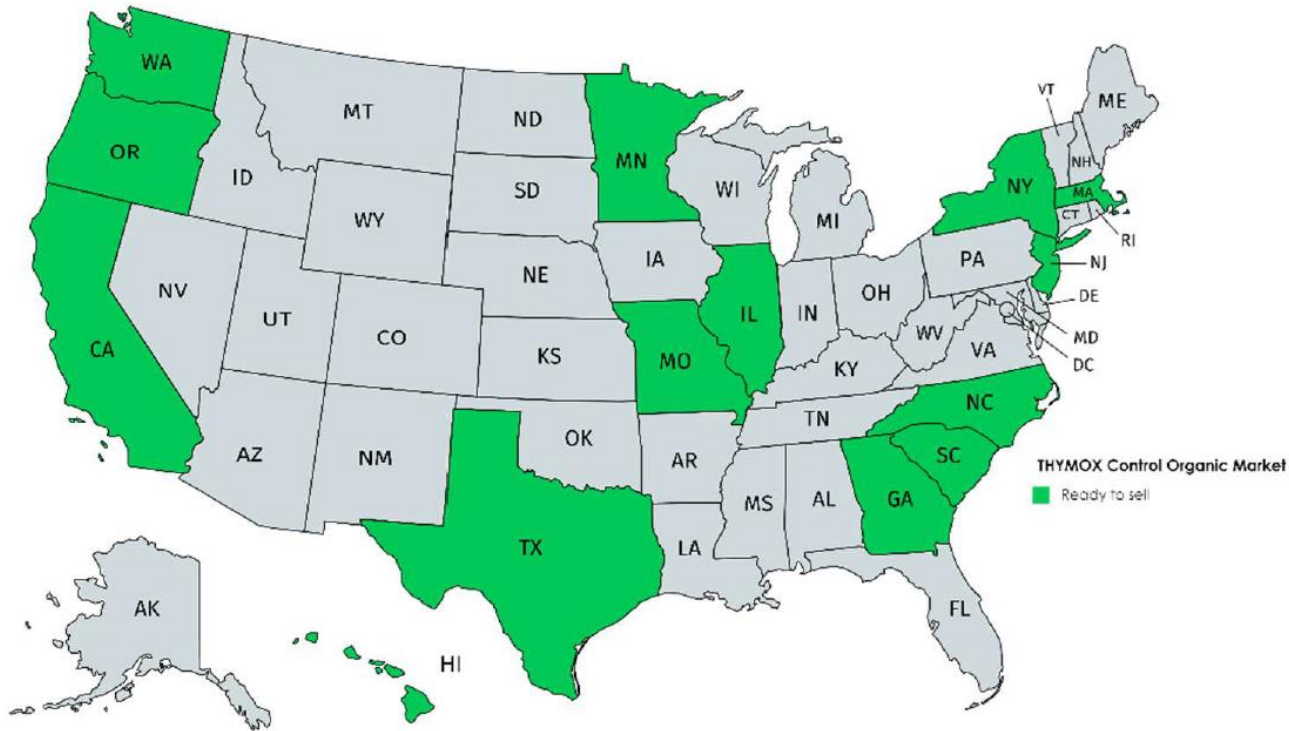 WA
MT
ND
MN
VT
ME
OR
ID
SD
WI
NH
NY
MA
WY
MI
CT
RI
IA
PA
NJ
NE
NV
OH
DE
UT
IL
IN
CA
CO
WV
MD
KS
MO
VA
KY
DC
NC
TN
OK
AZ
NM
AR
SC
THYMOX Control Organic Market
GA
Ready to sell
MS
AL
TX
LA
AK
FL
HI